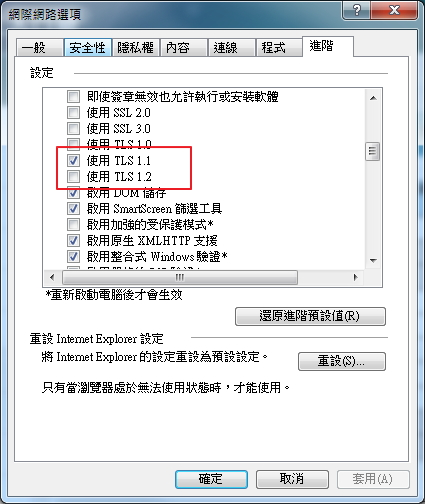 網際網路選項
一般 安全性 隱私權 內容 連線 程式 進階
設定
即使簽章無效也允許執行或安裝軟體
使用 SSL 2.0
使用 SSL 3.0
使用 TLS 1.0
使用 TLS 1.1
使用 TLS 1.2
啟用 DOM 儲存
啟用 SmartScreen 篩選工具
啟用加強的受保護模式*
啟用原生 XMLHTTP 支援
啟用整合式 Windows 驗證*
*重新啟動電腦後才會生效
還原進階預設值(R)
重設 Internet Explorer 設定
將 Internet Explorer 的設定重設為預設設定。
重設(S)...
只有當瀏覽器處於無法使用狀態時，才能使用。
確定 取消 套用(A)